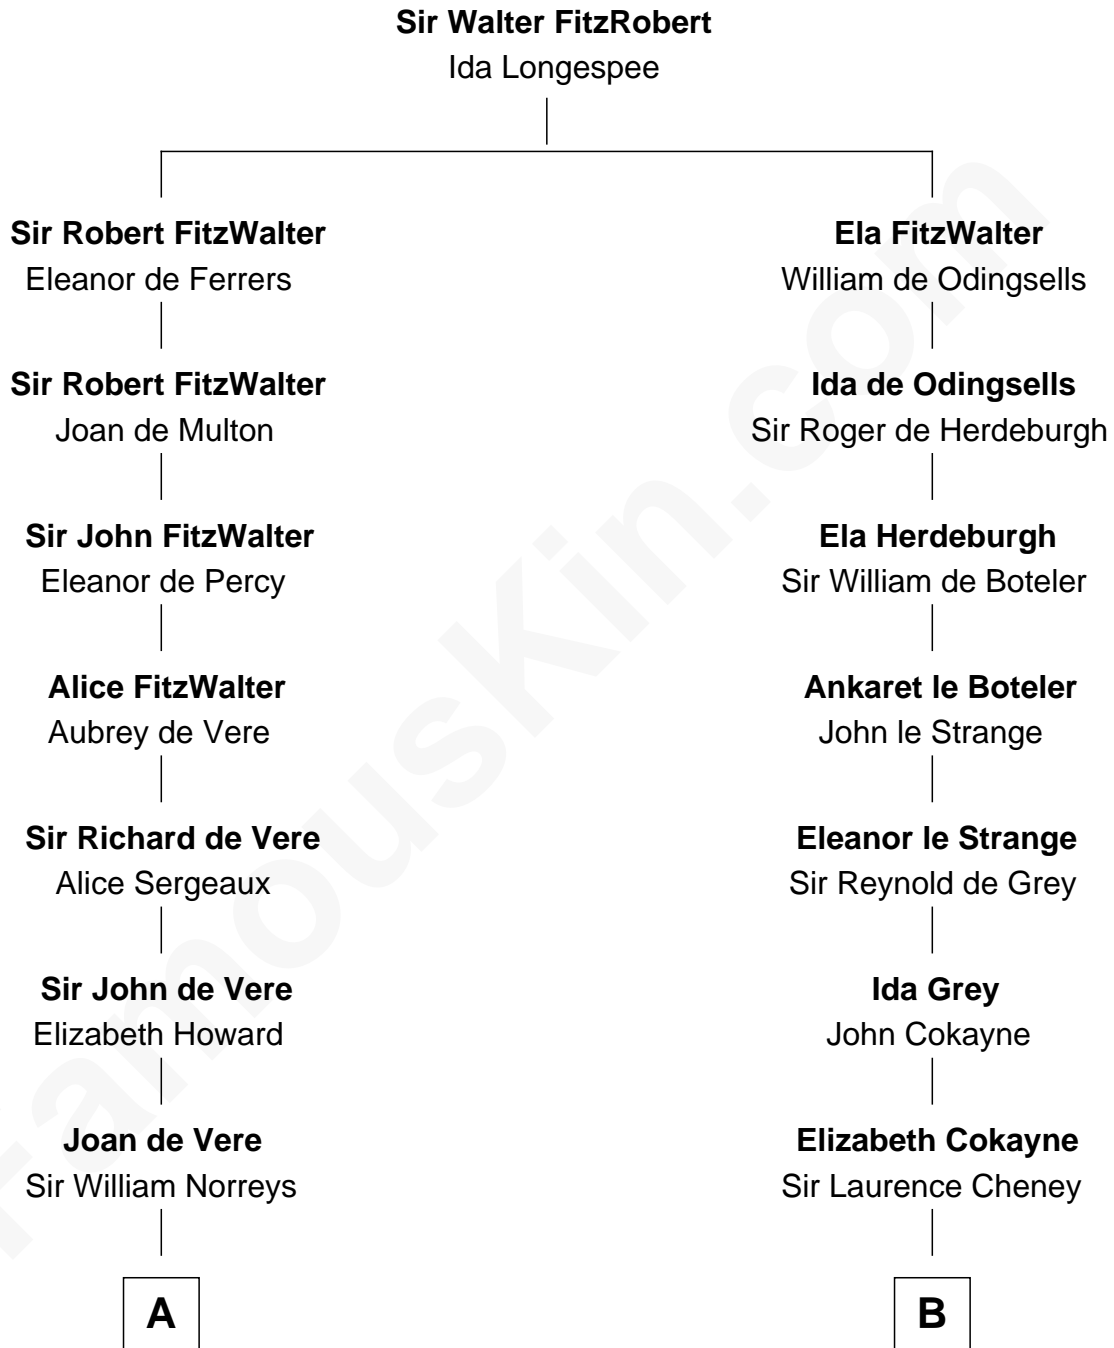 Sir Walter FitzRobert
Ida Longespee
Sir Robert FitzWalter
Eleanor de Ferrers
Sir Robert FitzWalter
Joan de Multon
Sir John FitzWalter
Eleanor de Percy
Alice FitzWalter
Aubrey de Vere
Sir Richard de Vere
Alice Sergeaux
Sir John de Vere
Elizabeth Howard
Joan de Vere
Sir William Norreys
A
Ela FitzWalter
William de Odingsells
Ida de Odingsells
Sir Roger de Herdeburgh
Ela Herdeburgh
Sir William de Boteler
Ankaret le Boteler
John le Strange
Eleanor le Strange
Sir Reynold de Grey
Ida Grey
John Cokayne
Elizabeth Cokayne
Sir Laurence Cheney
B
FamousKin.com